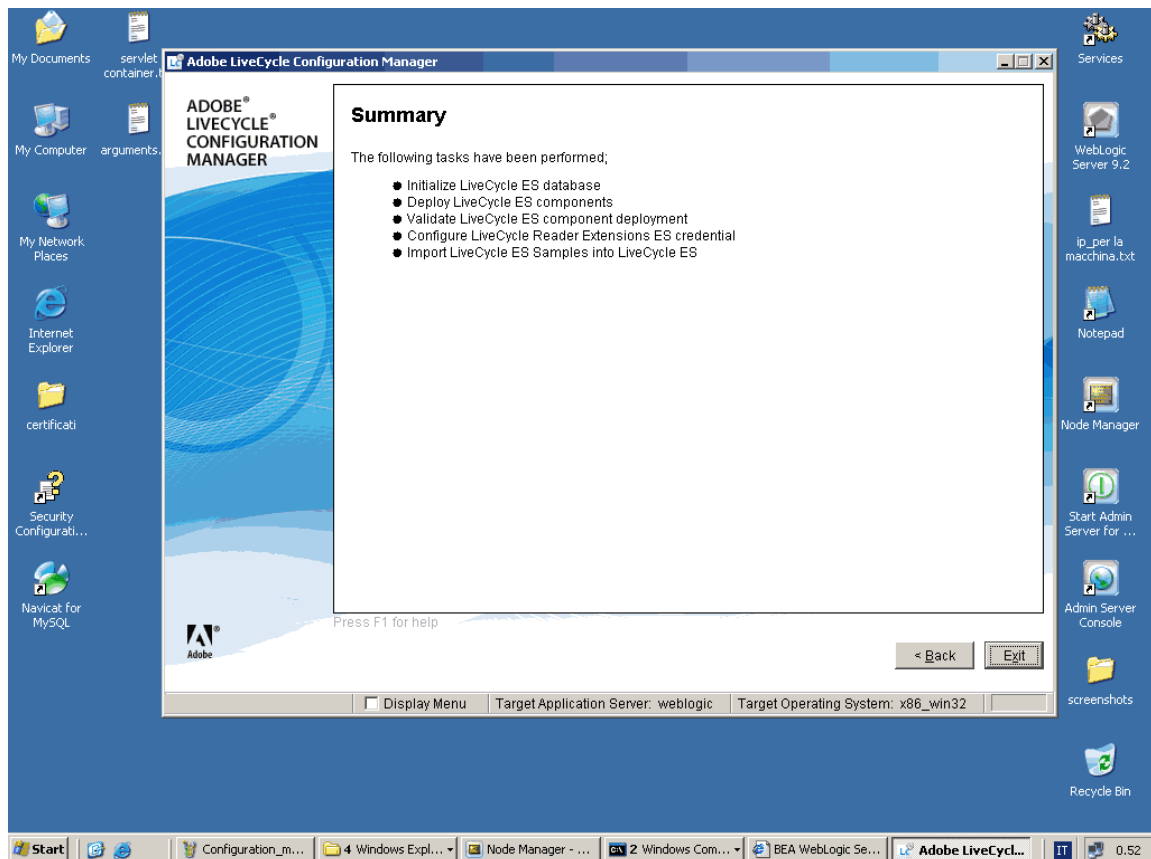 My Documents
servlet
container.t
My Computer
arguments.
My Network
Places
Internet
Explorer
certificati
Security
Configurati...
Navicat for
MySQL
Adobe LiveCycle Configuration Manager
ADOBE®
LIVECYCLE®
CONFIGURATION
MANAGER
Summary
The following tasks have been performed;
Initialize LiveCycle ES database
Deploy LiveCycle ES components
Validate LiveCycle ES component deployment
Configure LiveCycle Reader Extensions ES credential
Import LiveCycle ES Samples into LiveCycle ES
Press F1 for help
Adobe
< Back
Exit
Display Menu
Target Application Server: weblogic
Target Operating System: x86_win32
Services
WebLogic
Server 9.2
ip_per la
macchina.txt
Notepad
Node Manager
Start Admin
Server for ...
Admin Server
Console
screenshots
Recycle Bin
Start
Configuration_m...
4 Windows Expl...
Node Manager - ...
2 Windows Com...
BEA WebLogic Se...
Adobe LiveCycl...
IT
0.52